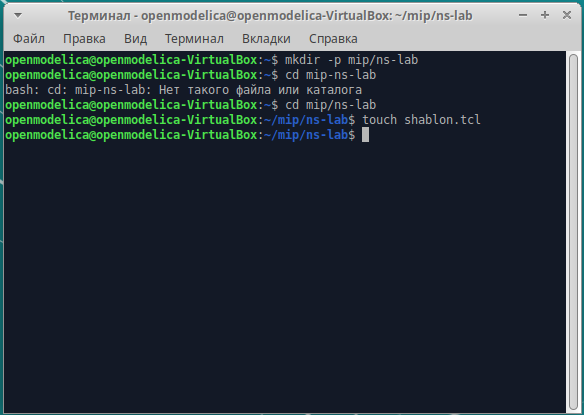 Терминал - openmodelica@openmodelica-VirtualBox: ~/mip/ns-lab
Файл Правка Вид Терминал Вкладки Справка
openmodelica@openmodelica-VirtualBox:~$ mkdir -p mip/ns-lab
openmodelica@openmodelica-VirtualBox:~$ cd mip-ns-lab
bash: cd: mip-ns-lab: Нет такого файла или каталога
openmodelica@openmodelica-VirtualBox:~$ cd mip/ns-lab
openmodelica@openmodelica-VirtualBox:~/mip/ns-lab$ touch shablon.tcl
openmodelica@openmodelica-VirtualBox:~/mip/ns-lab$